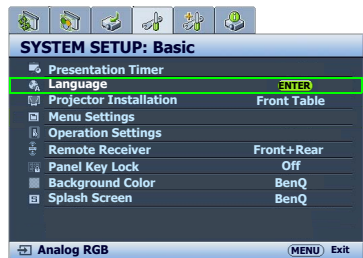 SYSTEM SETUP: Basic
Presentation Timer
Language ENTER
Projector Installation Front Table
Menu Settings
Operation Settings
Remote Receiver Front+Rear
Panel Key Lock Off
Background Color BenQ
Splash Screen BenQ
Analog RGB MENU Exit